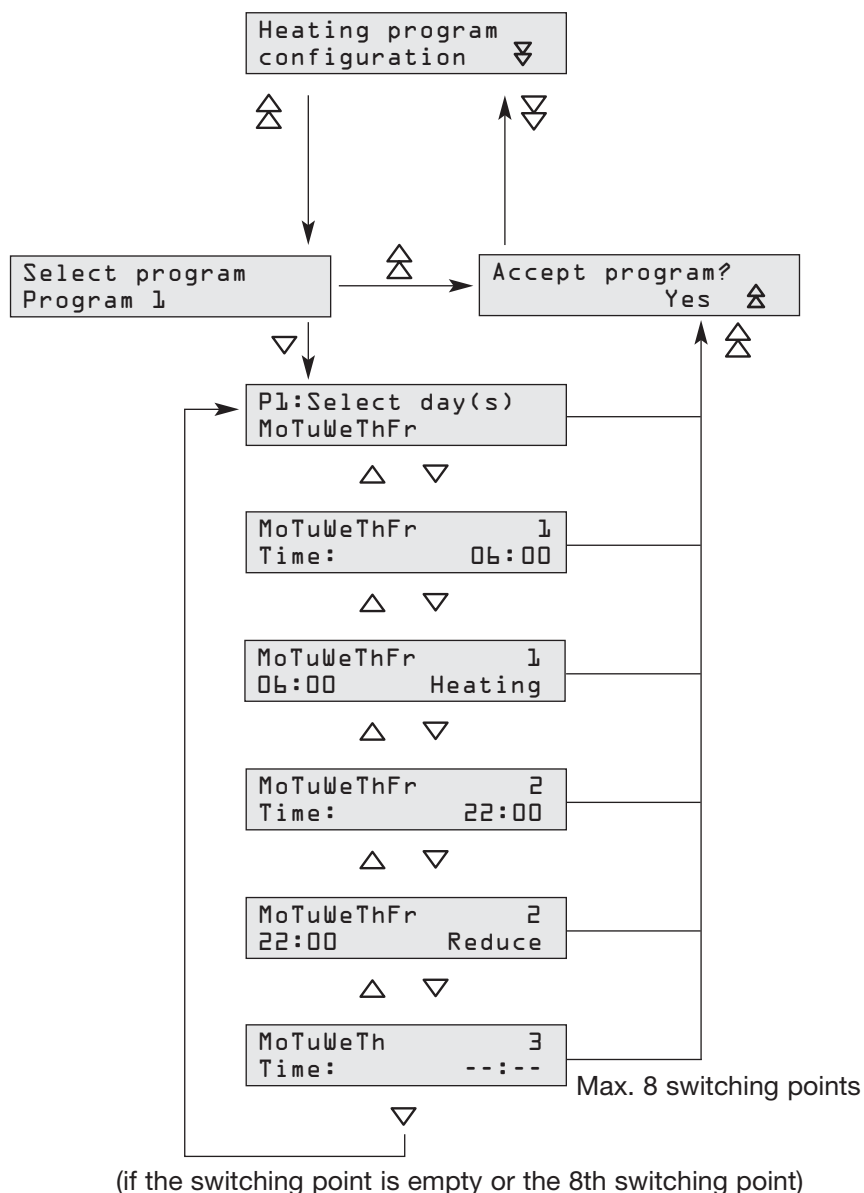 Heating program
configuration
Select program
Program 1
Accept program?
Yes
P1:Select day(s)
MoTuWeThFr
MoTuWeThFr 1
Time: 06:00
MoTuWeThFr 1
06:00 Heating
MoTuWeThFr 2
Time: 22:00
MoTuWeThFr 2
22:00 Reduce
MoTuWeTh 3
Time: --:--
Max. 8 switching points
(if the switching point is empty or the 8th switching point)